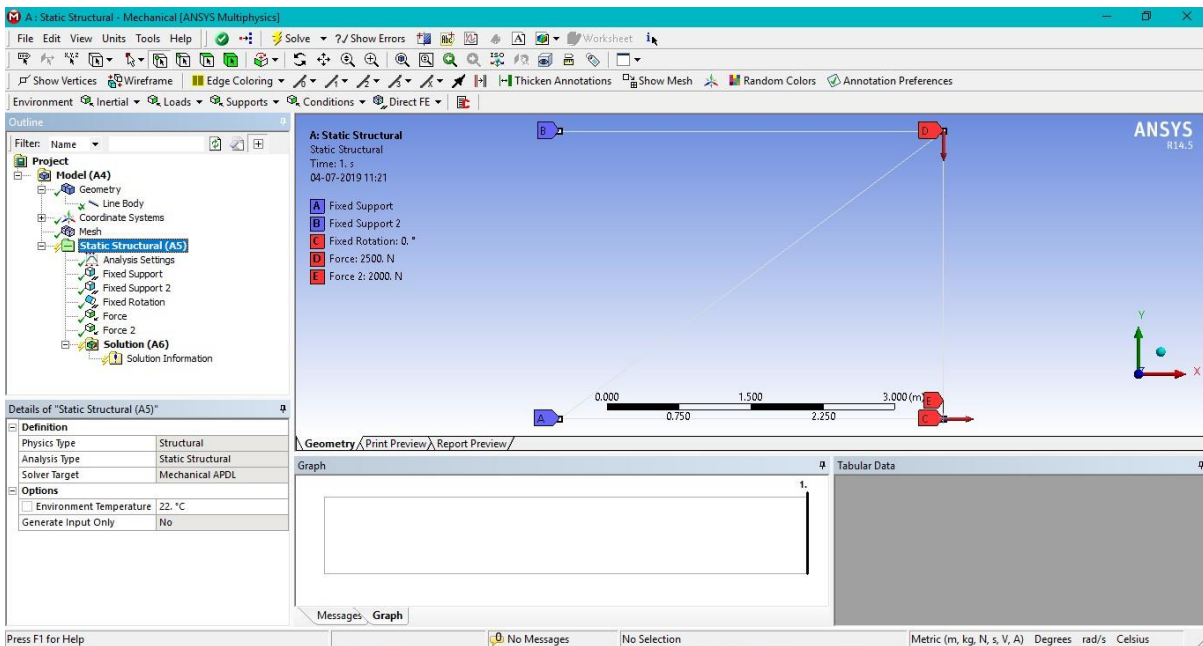 A : Static Structural - Mechanical [ANSYS Multiphysics]
File Edit View Units Tools Help Solve ?/ Show Errors Worksheet
Show Vertices Wireframe Edge Coloring Thicken Annotations Show Mesh Random Colors Annotation Preferences
Environment Inertial Loads Supports Conditions Direct FE
Outline
Filter: Name
Project
Model (A4)
Geometry
Line Body
Coordinate Systems
Mesh
Static Structural (A5)
Analysis Settings
Fixed Support
Fixed Support 2
Fixed Rotation
Force
Force 2
Solution (A6)
Solution Information
Details of "Static Structural (A5)"
Definition
Physics Type Structural
Analysis Type Static Structural
Solver Target Mechanical APDL
Options
Environment Temperature 22. °C
Generate Input Only No
A: Static Structural
Static Structural
Time: 1. s
04-07-2019 11:21
A Fixed Support
B Fixed Support 2
C Fixed Rotation: 0. °
D Force: 2500. N
E Force 2: 2000. N
B
D
ANSYS
R14.5
Y
X
0.000 1.500 3.000 (m)
0.750 2.250
E
A
C
Geometry Print Preview Report Preview
Graph
1.
Messages Graph
Tabular Data
Press F1 for Help 0 No Messages No Selection Metric (m, kg, N, s, V, A) Degrees rad/s Celsius